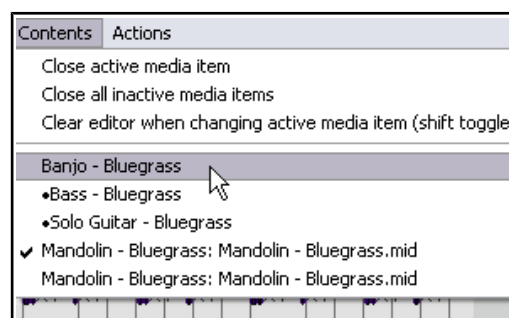 Contents Actions
Close active media item
Close all inactive media items
Clear editor when changing active media item (shift toggle
Banjo - Bluegrass
•Bass - Bluegrass
•Solo Guitar - Bluegrass
✓ Mandolin - Bluegrass: Mandolin - Bluegrass.mid
Mandolin - Bluegrass: Mandolin - Bluegrass.mid